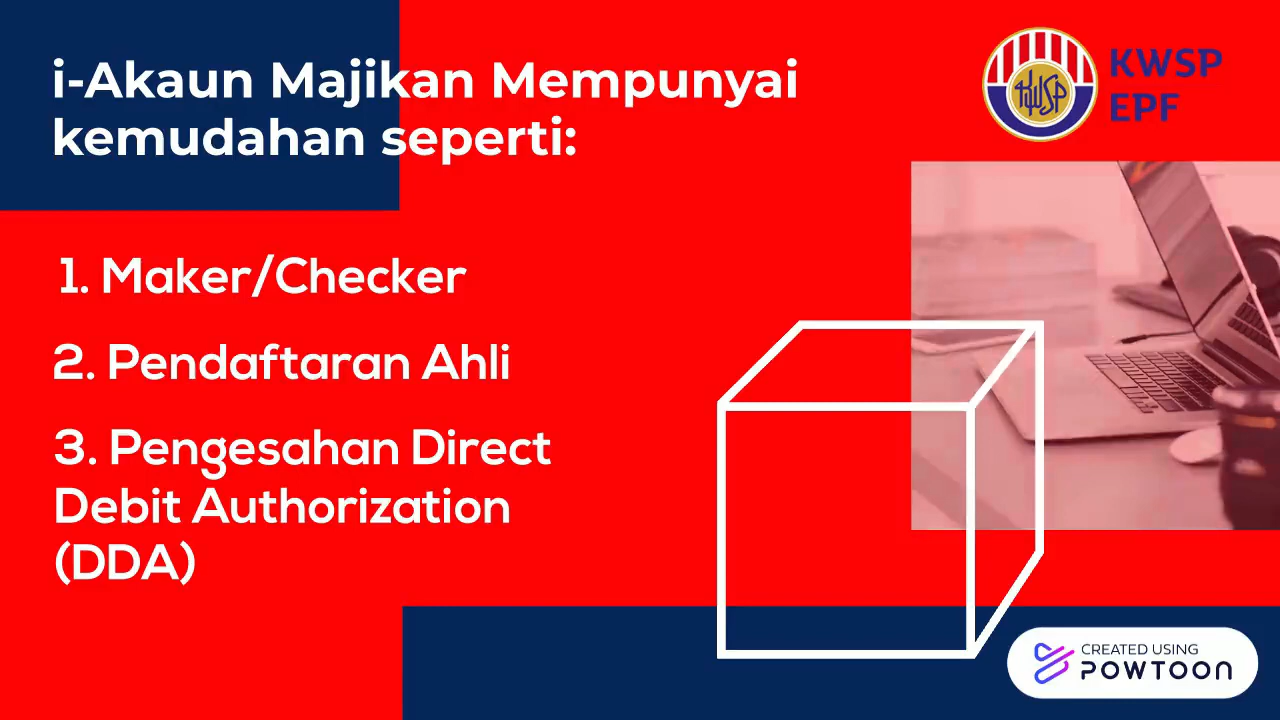 i-Akaun Majikan Mempunyai
kemudahan seperti:
KWSP
EPF
KWSP
1. Maker/Checker
2. Pendaftaran Ahli
3. Pengesahan Direct
Debit Authorization
(DDA)
CREATED USING
POWTOON